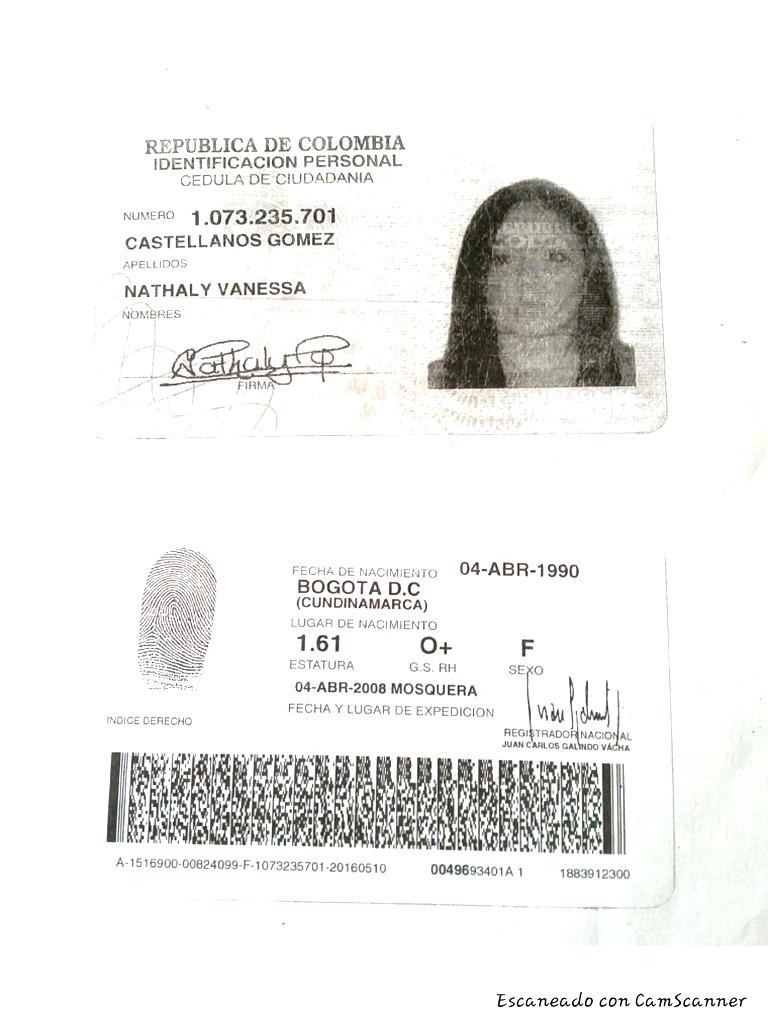 REPUBLICA DE COLOMBIA
IDENTIFICACION PERSONAL
CEDULA DE CIUDADANIA
NUMERO 1.073.235.701
CASTELLANOS GOMEZ
APELLIDOS
NATHALY VANESSA
NOMBRES
Nathaly
FIRMA
FECHA DE NACIMIENTO 04-ABR-1990
BOGOTA D.C
(CUNDINAMARCA)
LUGAR DE NACIMIENTO
1.61 O+ F
ESTATURA G.S. RH SEXO
04-ABR-2008 MOSQUERA
FECHA Y LUGAR DE EXPEDICION
INDICE DERECHO
REGISTRADOR NACIONAL
JUAN CARLOS GALINDO VACHA
A-1516900-00824099-F-1073235701-20160510 0049693401A 1 1883912300
Escaneado con CamScanner